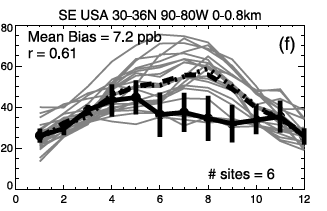 SE USA 30-36N 90-80W 0-0.8km
Mean Bias = 7.2 ppb
r = 0.61
(f)
80
60
40
20
0
# sites = 6
0 2 4 6 8 10 12